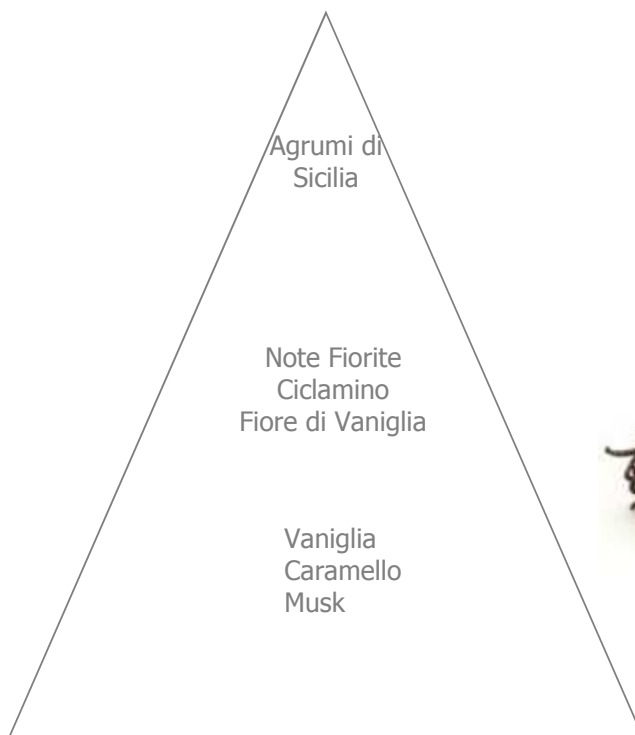 Agrumi di
Sicilia
Note Fiorite
Ciclamino
Fiore di Vaniglia
Vaniglia
Caramello
Musk